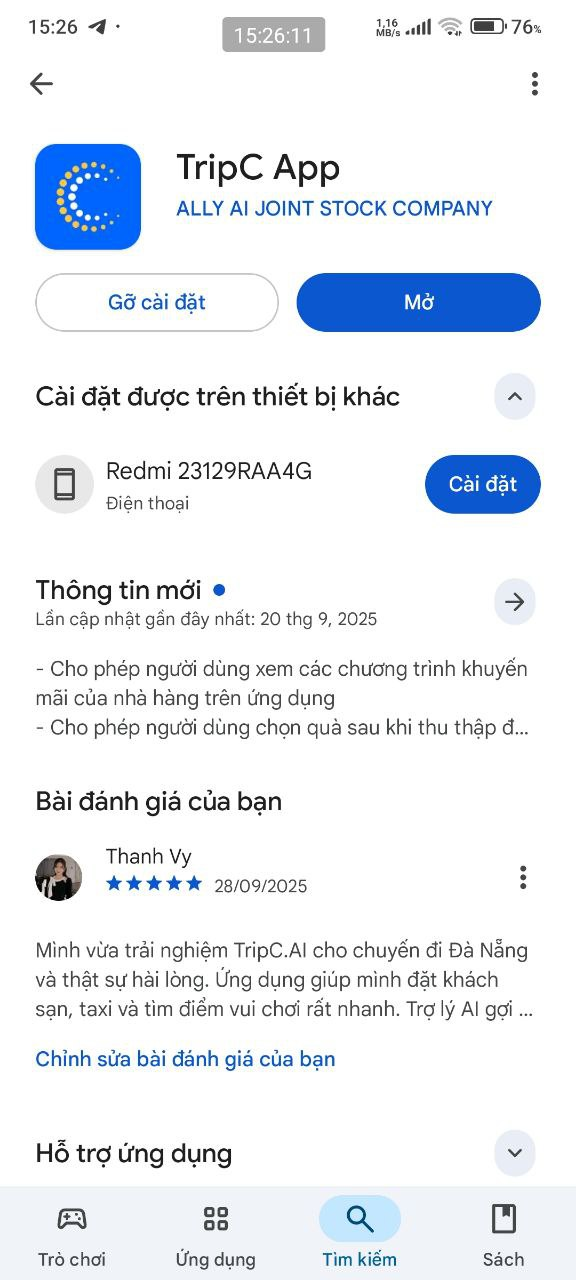 15:26
15:26:11
1,16
MB/s
76%
TripC App
ALLY AI JOINT STOCK COMPANY
Gỡ cài đặt
Mở
Cài đặt được trên thiết bị khác
Redmi 23129RAA4G
Điện thoại
Cài đặt
Thông tin mới
Lần cập nhật gần đây nhất: 20 thg 9, 2025
- Cho phép người dùng xem các chương trình khuyến
mãi của nhà hàng trên ứng dụng
- Cho phép người dùng chọn quà sau khi thu thập đ...
Bài đánh giá của bạn
Thanh Vy
28/09/2025
Mình vừa trải nghiệm TripC.AI cho chuyến đi Đà Nẵng
và thật sự hài lòng. Ứng dụng giúp mình đặt khách
sạn, taxi và tìm điểm vui chơi rất nhanh. Trợ lý AI gợi ...
Chỉnh sửa bài đánh giá của bạn
Hỗ trợ ứng dụng
Trò chơi
Ứng dụng
Tìm kiếm
Sách